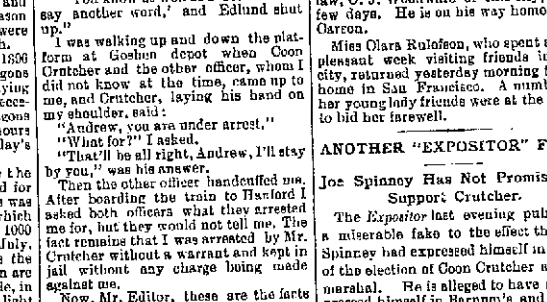 say another word,' and Edlund shut
up."
I was walking up and down the plat-
form at Goshen depot when Coon
Crutcher and the other officer, whom I
did not know at the time, came up to
me, and Crutcher, laying his hand on
my shoulder, said:
"Andrew, you are under arrest."
"What for?" I asked.
"That'll be all right, Andrew, I'll stay
by you," was his answer.
Then the other officer handcuffed me.
After boarding the train to Hanford I
asked both officers what they arrested
me for, but they would not tell me. The
fact remains that I was arrested by Mr.
Crutcher without a warrant and kept in
jail without any charge being made
against me.
Now, Mr. Editor, these are the facts
few days. He is on his way home
Carson.
Miss Clara Rulofson, who spent a
pleasant week visiting friends in
city, returned yesterday morning t
home in San Francisco. A numb
her young lady friends were at the
to bid her farewell.
ANOTHER "EXPOSITOR" F
Joe Spinney Has Not Promis
Support Crutcher.
The Expositor last evening pub
a miserable fake to the effect th
Spinney had expressed himself in
of the election of Coon Crutcher a
marshal. He is alleged to have
himself in Barnum's and